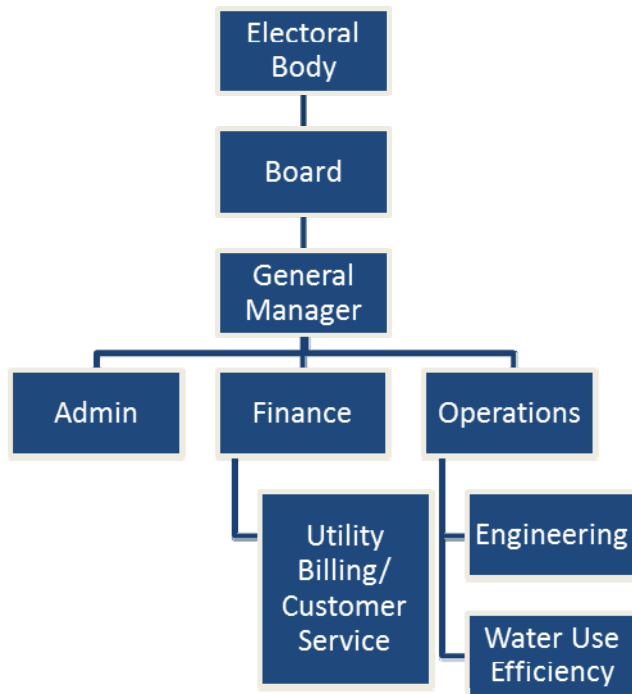 Electoral
Body
Board
General
Manager
Admin
Finance
Operations
Utility
Billing/
Customer
Service
Engineering
Water Use
Efficiency